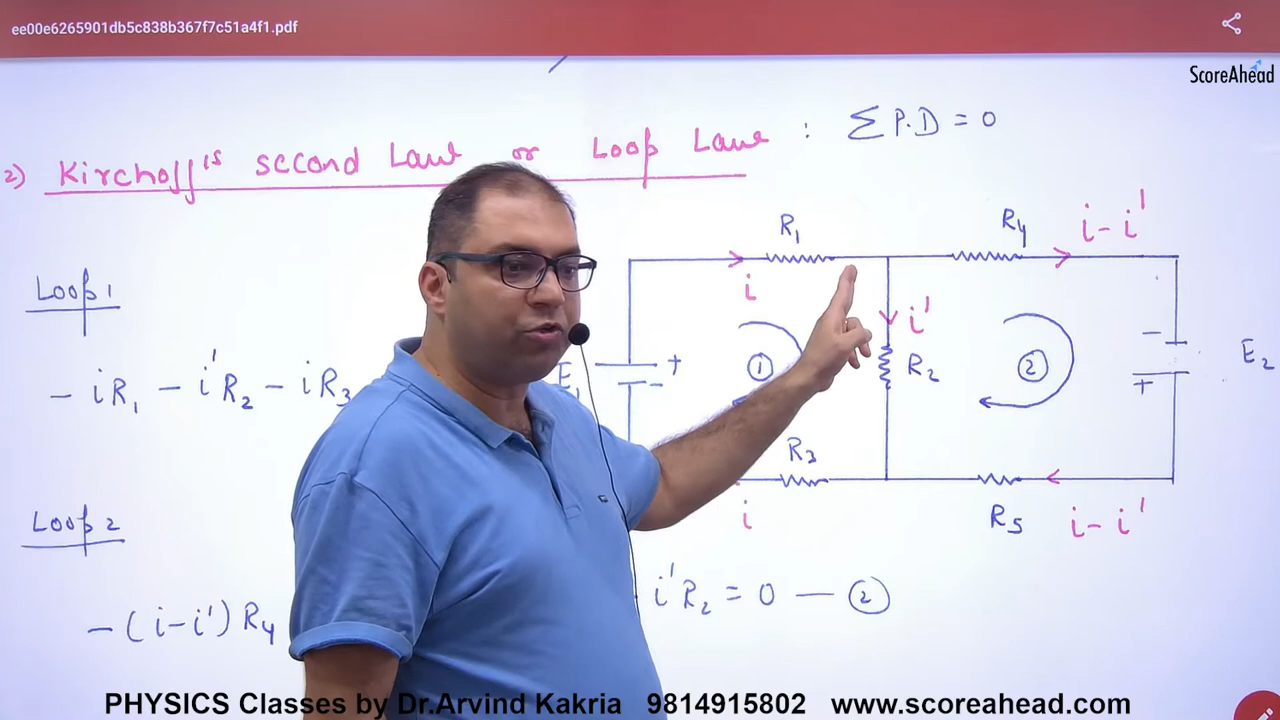 ee00e6265901db5c838b367f7c51a4f1.pdf
ScoreAhead
2) Kirchoff's second Law or Loop Law : ∑ P.D = 0
R1
R4
i-i'
i
i'
Loop 1
E1
+
-
1
R2
2
-
+
E2
- iR1 - i'R2 - iR3
R3
i
R5
i-i'
Loop 2
-(i-i')R4
i'R2 = 0 — 2
PHYSICS Classes by Dr.Arvind Kakria 9814915802 www.scoreahead.com